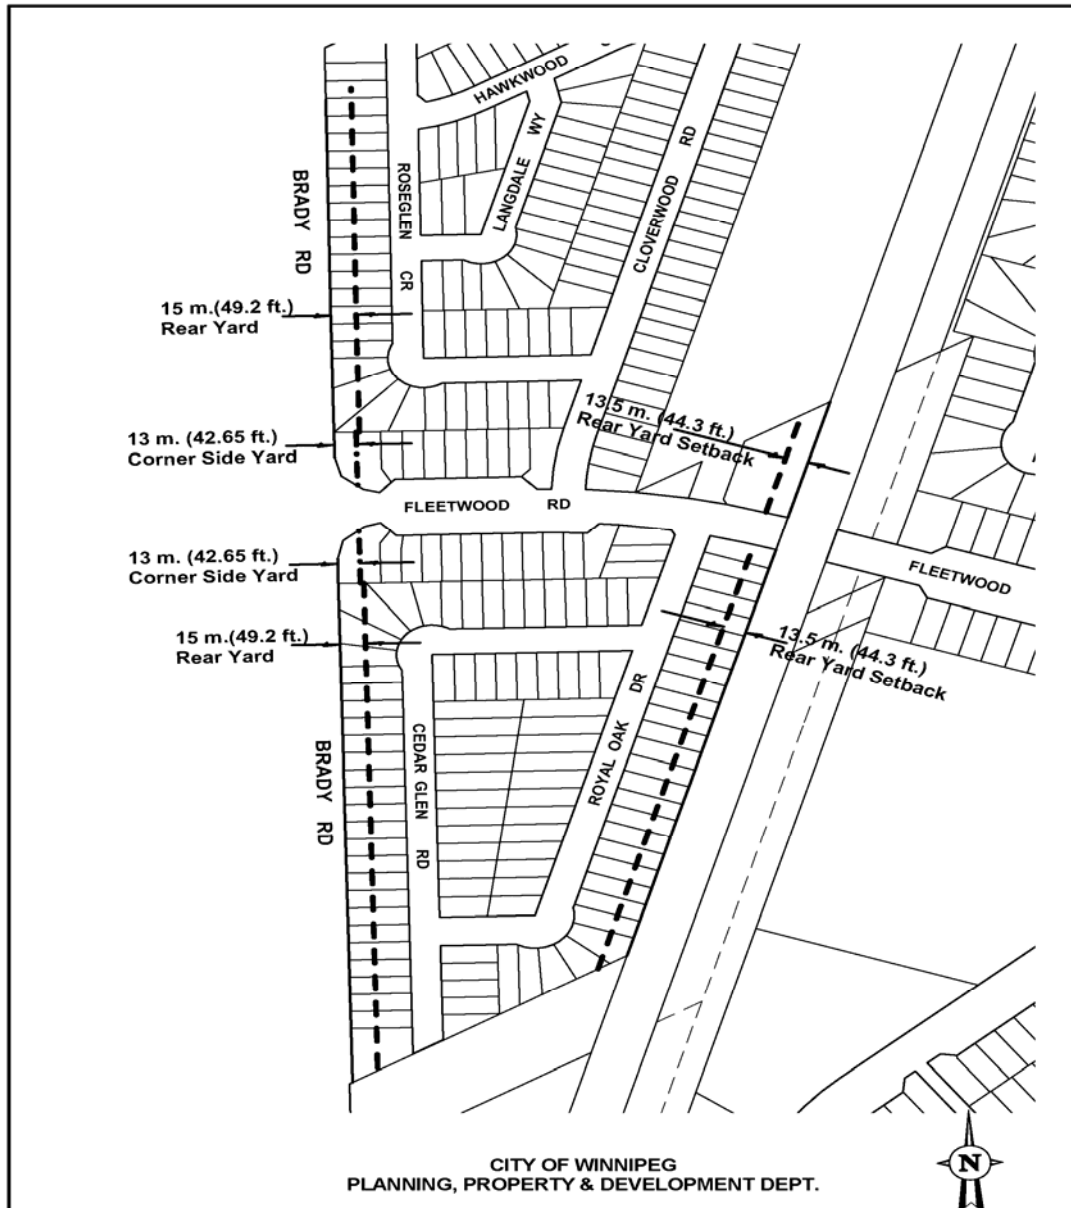 HAWKWOOD
LANGDALE WY
CLOVERWOOD RD
ROSEGLEN CR
BRADY RD
15 m.(49.2 ft.)
Rear Yard
13.5 m. (44.3 ft.)
Rear Yard Setback
13 m. (42.65 ft.)
Corner Side Yard
FLEETWOOD RD
13 m. (42.65 ft.)
Corner Side Yard
FLEETWOOD
15 m.(49.2 ft.)
Rear Yard
13.5 m. (44.3 ft.)
Rear Yard Setback
BRADY RD
CEDAR GLEN RD
ROYAL OAK DR
N
CITY OF WINNIPEG
PLANNING, PROPERTY & DEVELOPMENT DEPT.